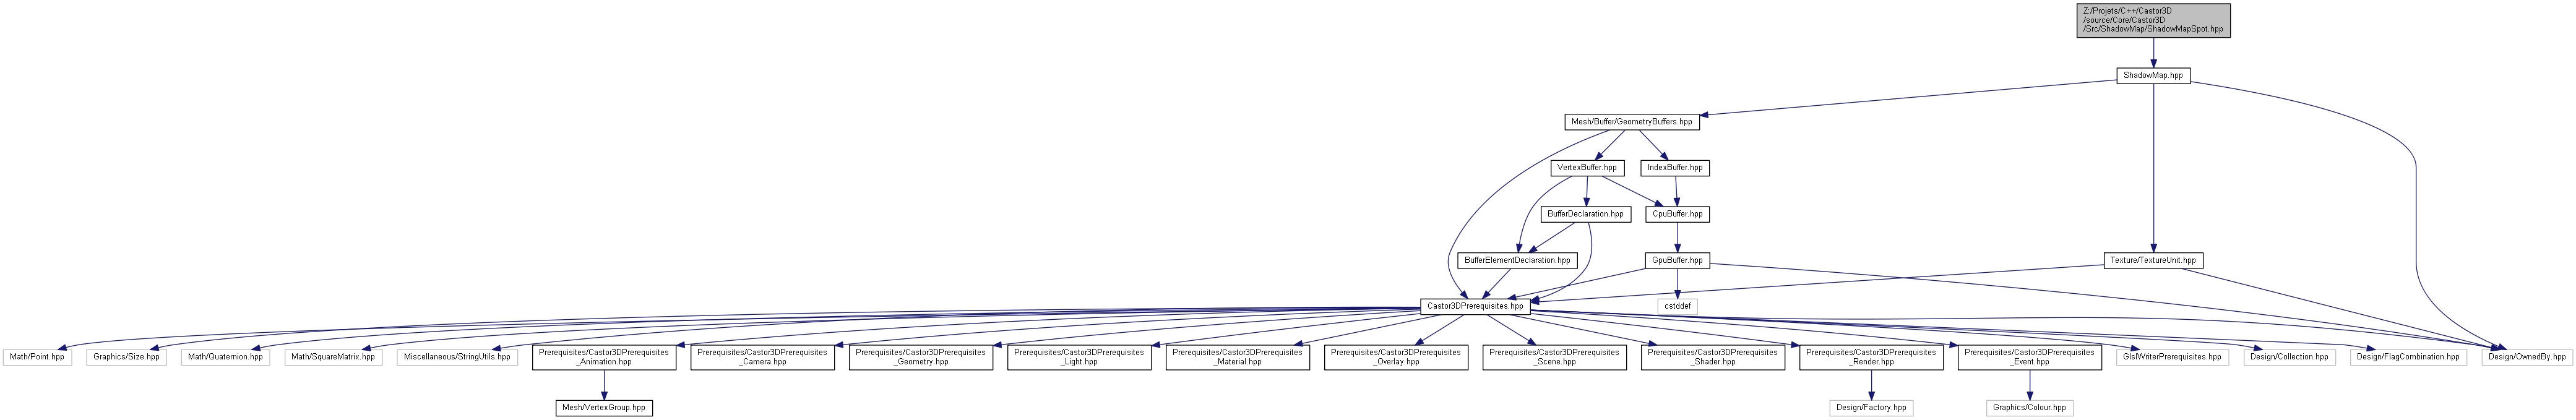 Z:/Projets/C++/Castor3D
/source/Core/Castor3D
/Src/ShadowMap/ShadowMapSpot.hpp
ShadowMap.hpp
Mesh/Buffer/GeometryBuffers.hpp
VertexBuffer.hpp
IndexBuffer.hpp
BufferDeclaration.hpp
CpuBuffer.hpp
BufferElementDeclaration.hpp
GpuBuffer.hpp
Texture/TextureUnit.hpp
Castor3DPrerequisites.hpp
cstddef
Math/Point.hpp
Graphics/Size.hpp
Math/Quaternion.hpp
Math/SquareMatrix.hpp
Miscellaneous/StringUtils.hpp
Prerequisites/Castor3DPrerequisites
_Animation.hpp
Prerequisites/Castor3DPrerequisites
_Camera.hpp
Prerequisites/Castor3DPrerequisites
_Geometry.hpp
Prerequisites/Castor3DPrerequisites
_Light.hpp
Prerequisites/Castor3DPrerequisites
_Material.hpp
Prerequisites/Castor3DPrerequisites
_Overlay.hpp
Prerequisites/Castor3DPrerequisites
_Scene.hpp
Prerequisites/Castor3DPrerequisites
_Shader.hpp
Prerequisites/Castor3DPrerequisites
_Render.hpp
Prerequisites/Castor3DPrerequisites
_Event.hpp
GlslWriterPrerequisites.hpp
Design/Collection.hpp
Design/FlagCombination.hpp
Design/OwnedBy.hpp
Mesh/VertexGroup.hpp
Design/Factory.hpp
Graphics/Colour.hpp